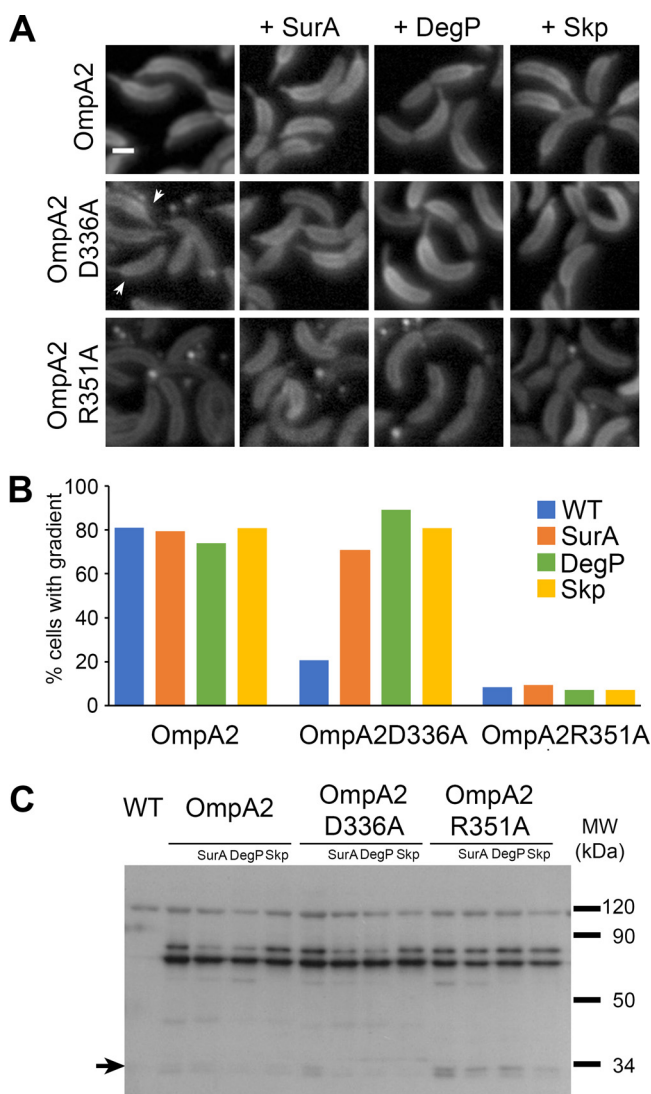 A
+ SurA
+ DegP
+ Skp
OmpA2
OmpA2
D336A
OmpA2
R351A
B
% cells with gradient
100
80
60
40
20
0
WT
SurA
DegP
Skp
OmpA2
OmpA2D336A
OmpA2R351A
C
WT
OmpA2
OmpA2
D336A
OmpA2
R351A
MW
(kDa)
SurA DegP Skp
SurA DegP Skp
SurA DegP Skp
120
90
50
34